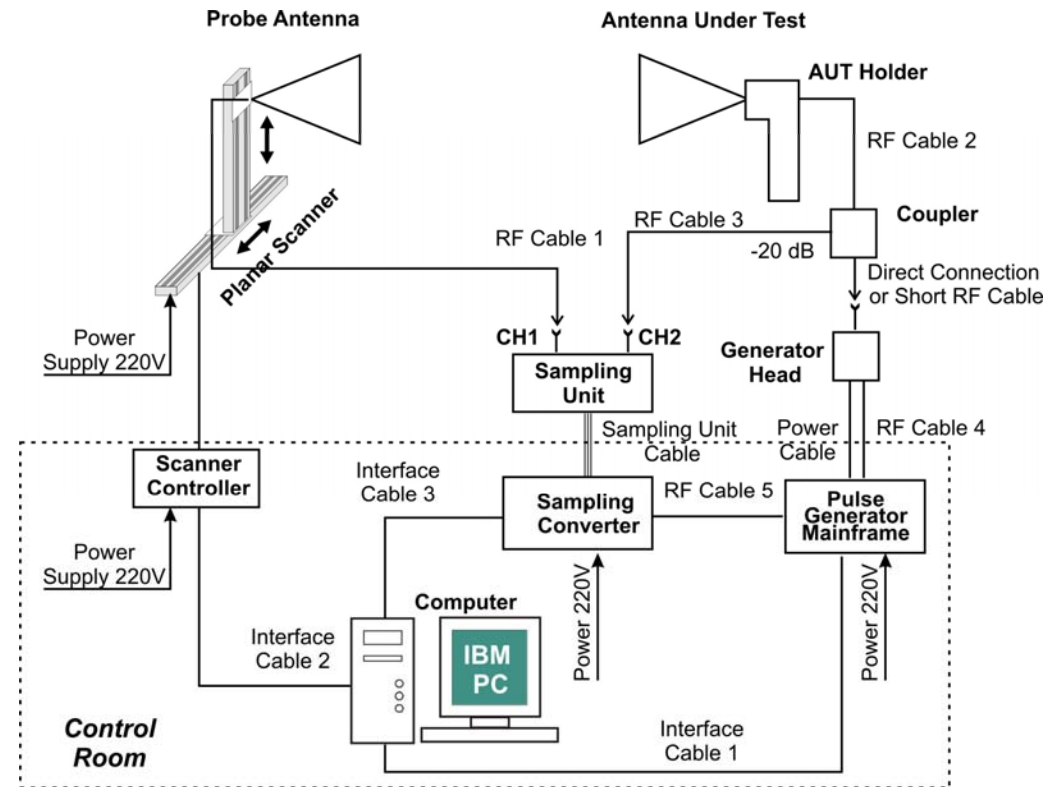 Probe Antenna
Antenna Under Test
AUT Holder
RF Cable 2
Coupler
RF Cable 3
-20 dB
RF Cable 1
Planar Scanner
Direct Connection
or Short RF Cable
Power
Supply 220V
CH1
CH2
Generator
Head
Sampling
Unit
Sampling Unit
Cable
Power
Cable
RF Cable 4
Scanner
Controller
Interface
Cable 3
Sampling
Converter
RF Cable 5
Pulse
Generator
Mainframe
Power
Supply 220V
Power 220V
Power 220V
Computer
IBM
PC
Interface
Cable 2
Control
Room
Interface
Cable 1